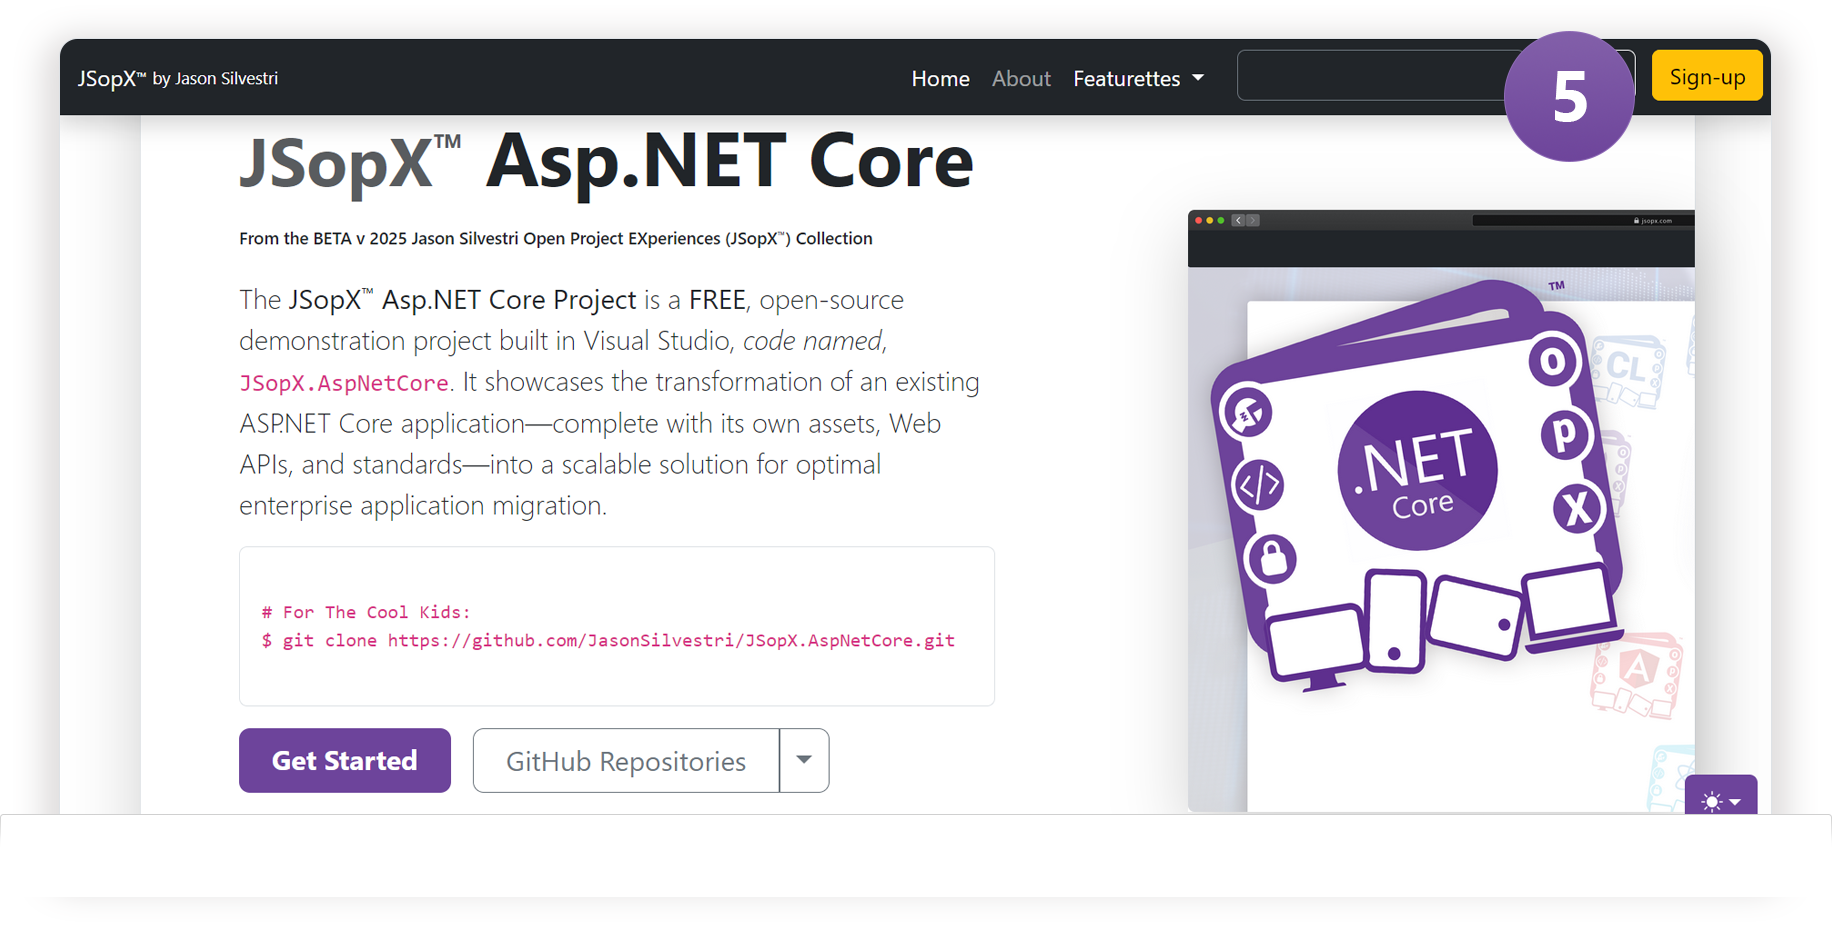 JSopX™ by Jason Silvestri
Home
About
Featurettes
5
Sign-up
JSopX™ Asp.NET Core
From the BETA v 2025 Jason Silvestri Open Project EXperiences (JSopX™) Collection
The JSopX™ Asp.NET Core Project is a FREE, open-source
demonstration project built in Visual Studio, code named,
JSopX.AspNetCore. It showcases the transformation of an existing
ASP.NET Core application—complete with its own assets, Web
APIs, and standards—into a scalable solution for optimal
enterprise application migration.
# For The Cool Kids:
$ git clone https://github.com/JasonSilvestri/JSopX.AspNetCore.git
Get Started
GitHub Repositories
jsopx.com
TM
.NET
Core
</>
O
P
X
CL
A